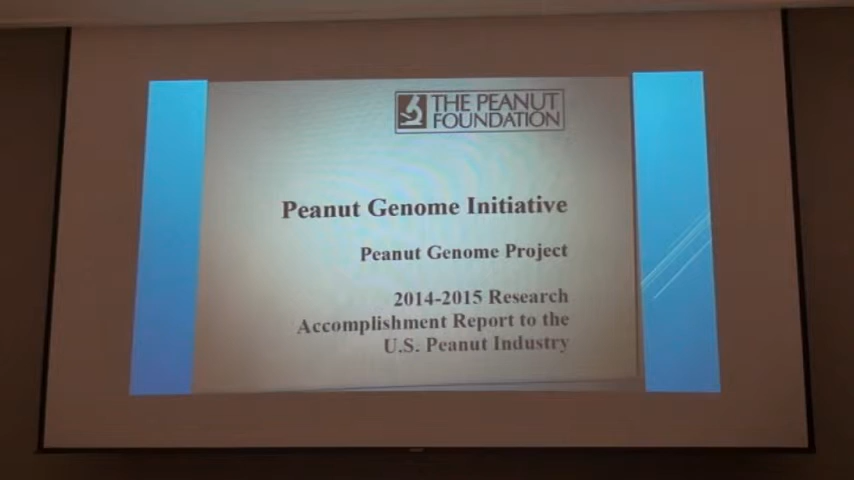 THE PEANUT
FOUNDATION
Peanut Genome Initiative
Peanut Genome Project
2014-2015 Research
Accomplishment Report to the
U.S. Peanut Industry